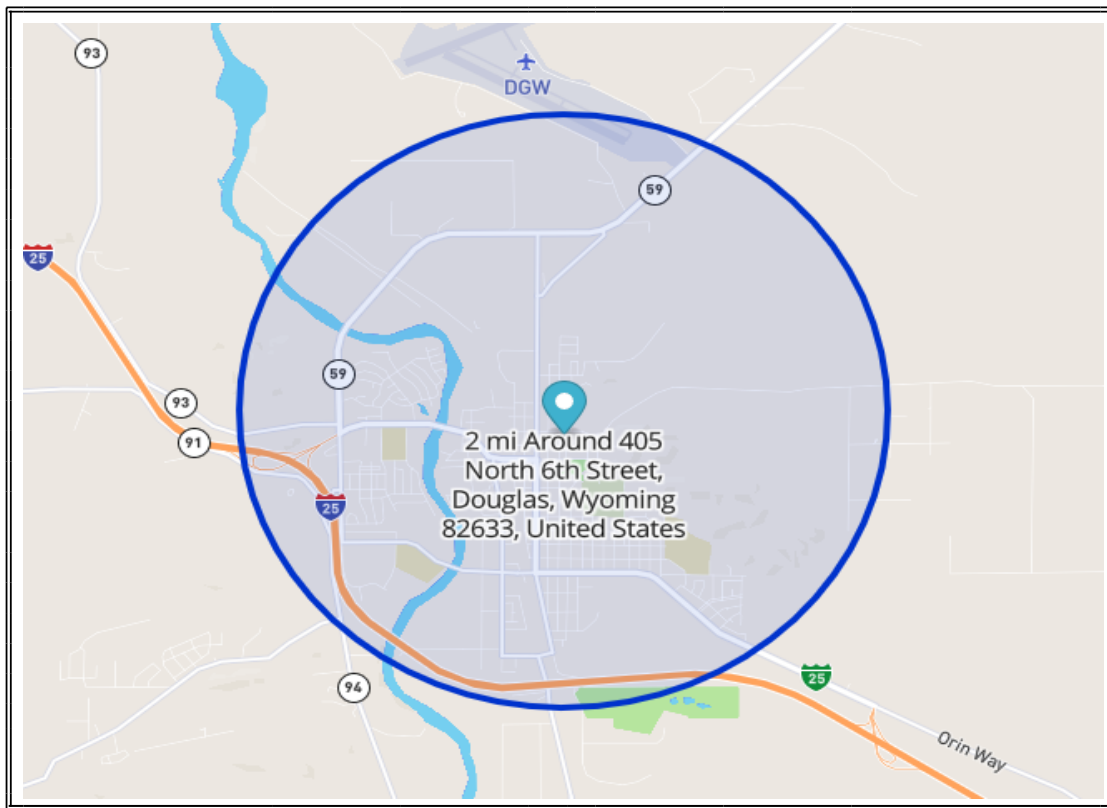 93
DGW
59
25
59
93
91
2 mi Around 405
North 6th Street,
Douglas, Wyoming
82633, United States
25
25
94
Orin Way